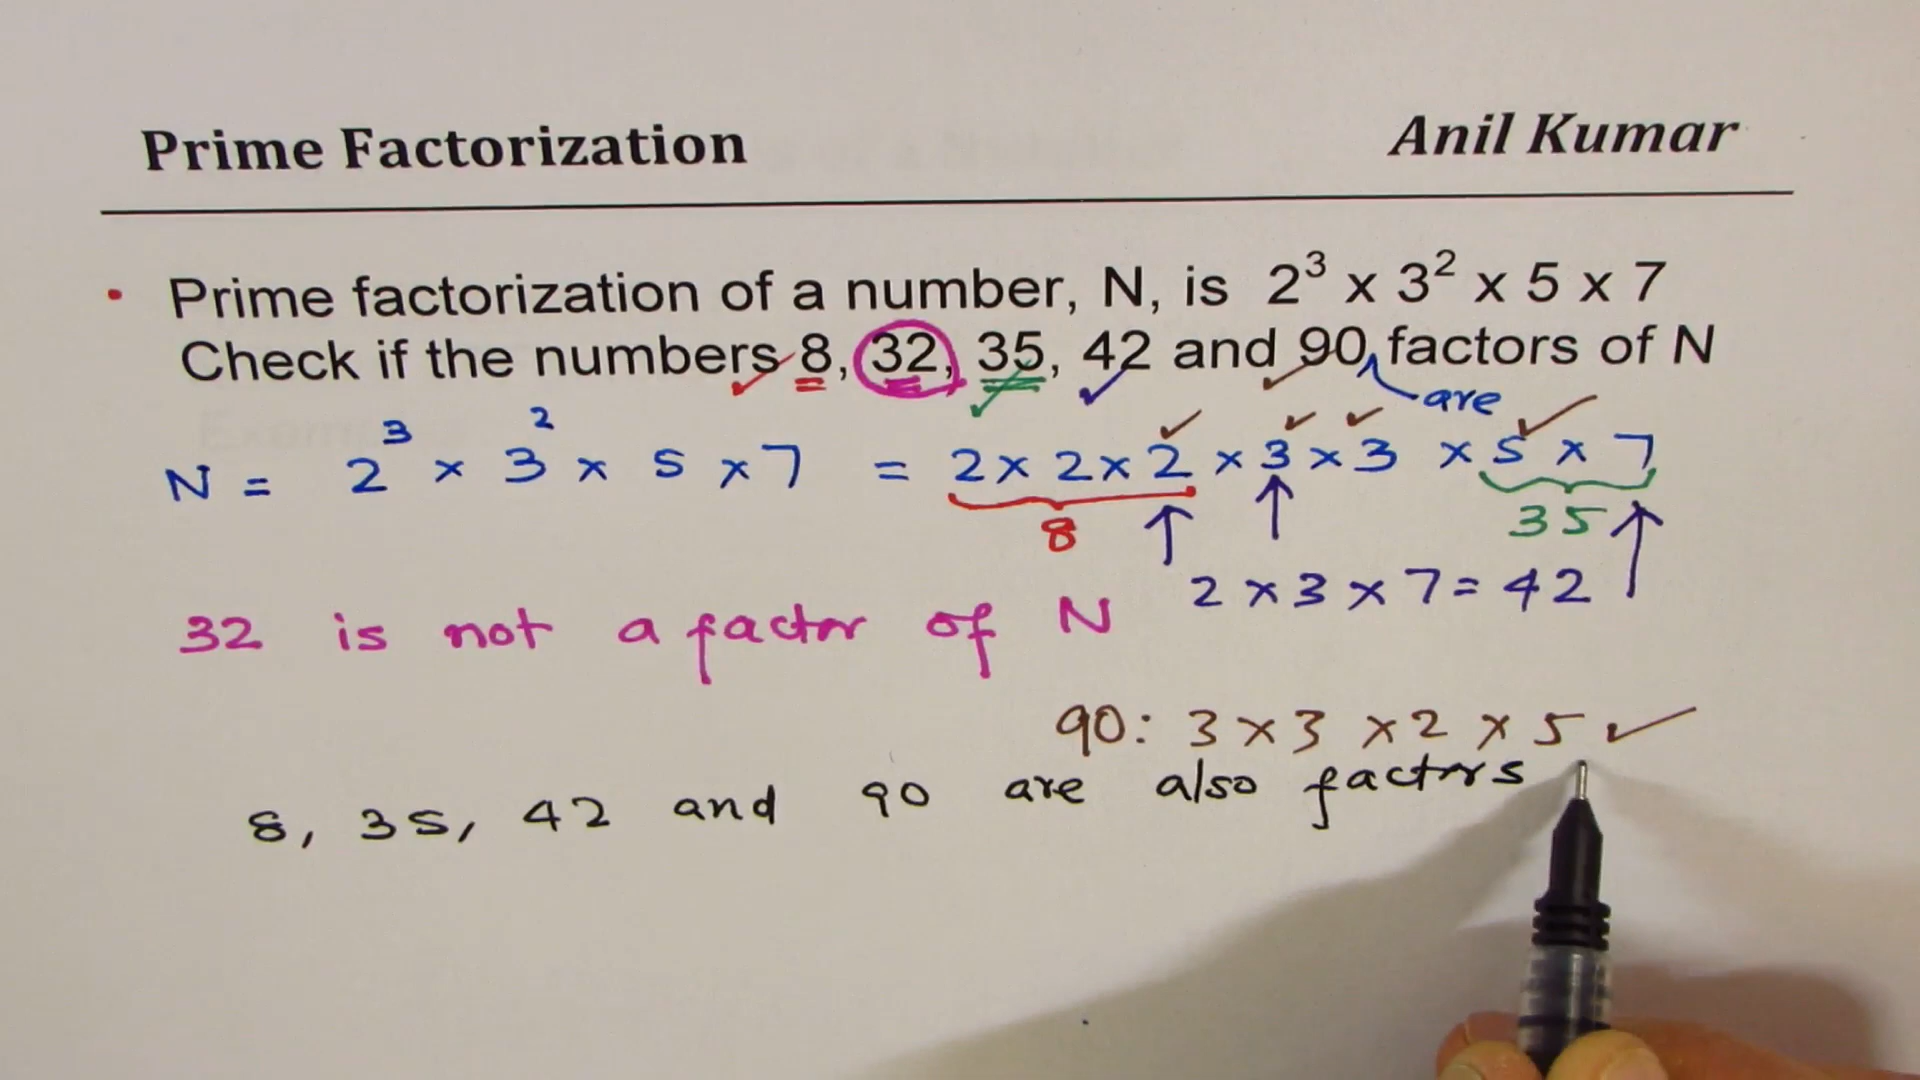 Prime Factorization Anil Kumar
• Prime factorization of a number, N, is 2³ x 3² x 5 x 7
Check if the numbers 8, 32, 35, 42 and 90 factors of N
are
N = 2³ × 3² × 5 × 7 = 2 × 2 × 2 × 3 × 3 × 5 × 7
8 35
2 × 3 × 7 = 42
32 is not a factor of N
90: 3 × 3 × 2 × 5 ✓
8, 35, 42 and 90 are also factors